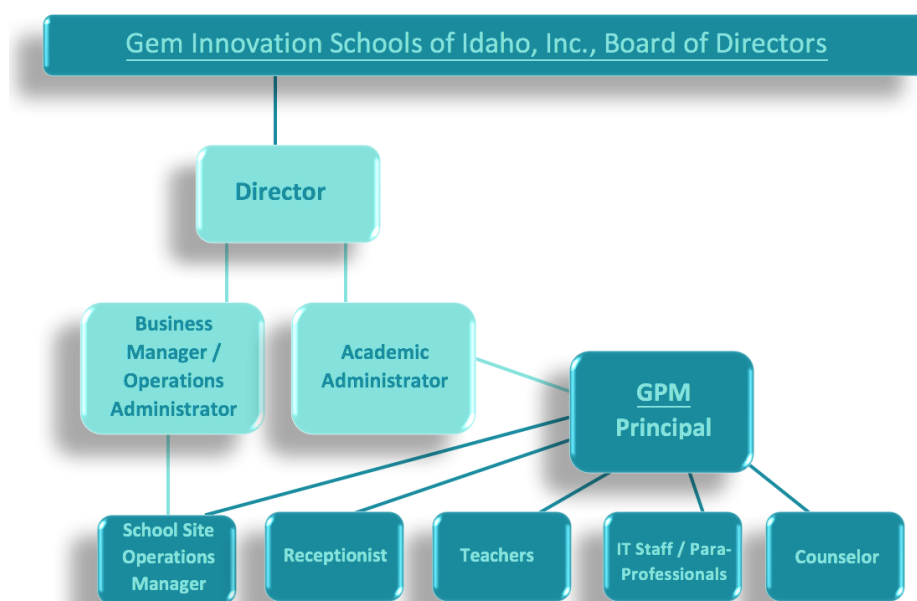 Gem Innovation Schools of Idaho, Inc., Board of Directors
Director
Business
Manager /
Operations
Administrator
Academic
Administrator
GPM
Principal
School Site
Operations
Manager
Receptionist
Teachers
IT Staff / Para-
Professionals
Counselor